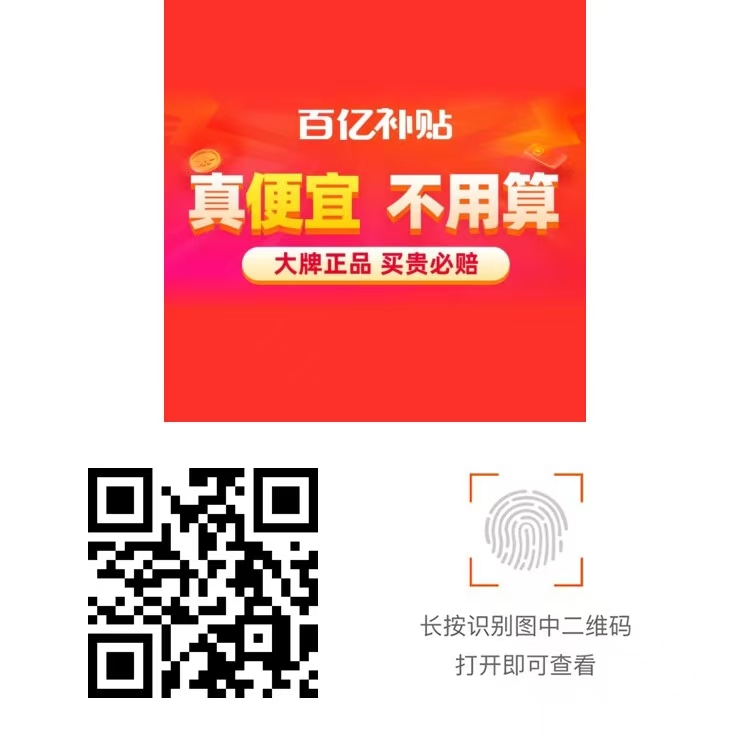 百亿补贴
真便宜 不用算
大牌正品 买贵必赔
长按识别图中二维码
打开即可查看